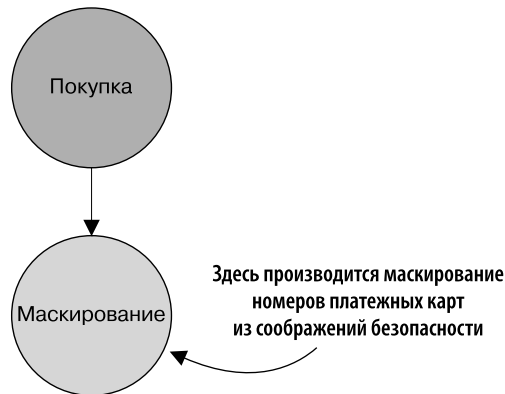 Покупка
Маскирование
Здесь производится маскирование
номеров платежных карт
из соображений безопасности